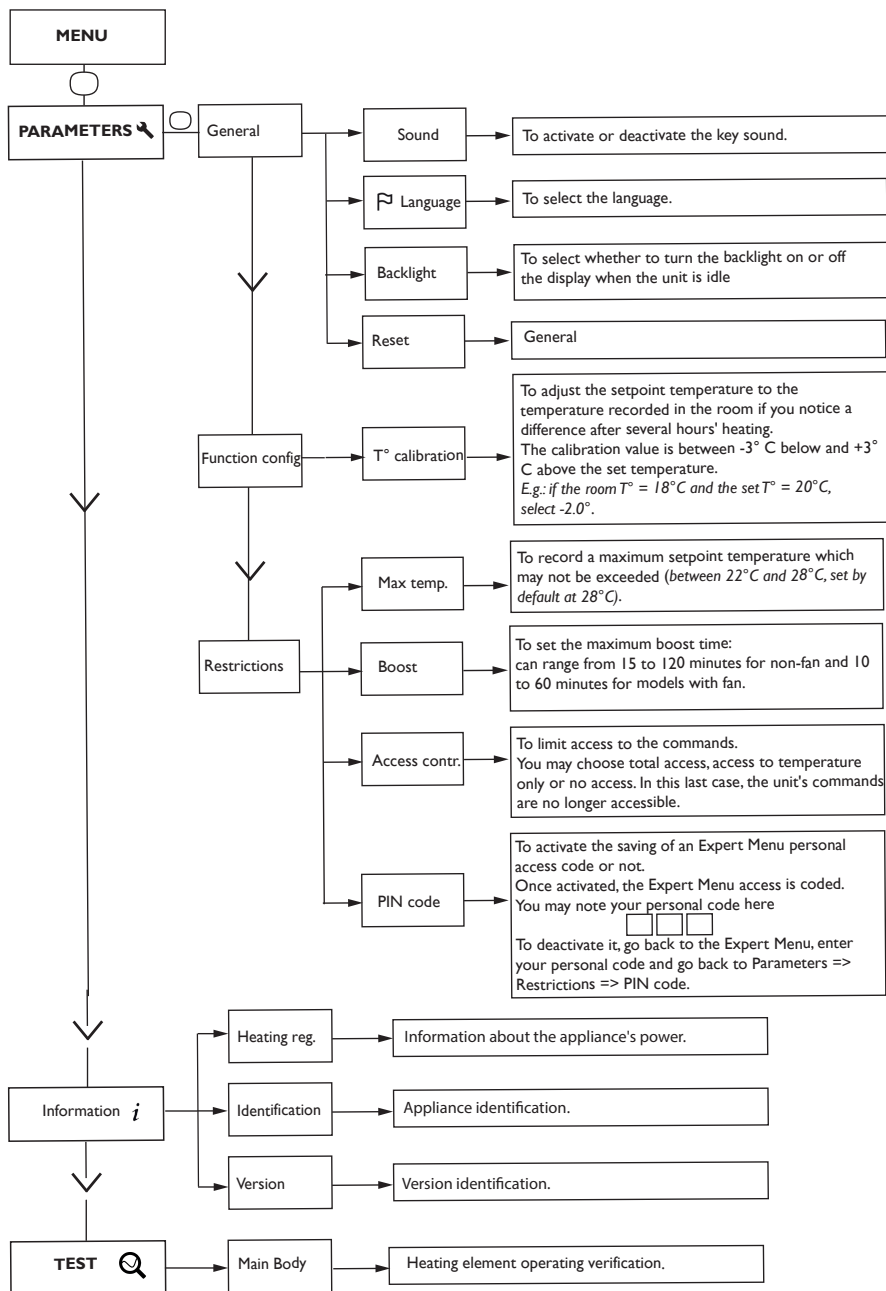 MENU
PARAMETERS
General
Sound
To activate or deactivate the key sound.
Language
To select the language.
Backlight
To select whether to turn the backlight on or off
the display when the unit is idle
Reset
General
Function config
T° calibration
To adjust the setpoint temperature to the
temperature recorded in the room if you notice a
difference after several hours' heating.
The calibration value is between -3° C below and +3°
C above the set temperature.
E.g.: if the room T° = 18°C and the set T° = 20°C,
select -2.0°.
Restrictions
Max temp.
To record a maximum setpoint temperature which
may not be exceeded (between 22°C and 28°C, set by
default at 28°C).
Boost
To set the maximum boost time:
can range from 15 to 120 minutes for non-fan and 10
to 60 minutes for models with fan.
Access contr.
To limit access to the commands.
You may choose total access, access to temperature
only or no access. In this last case, the unit's commands
are no longer accessible.
PIN code
To activate the saving of an Expert Menu personal
access code or not.
Once activated, the Expert Menu access is coded.
You may note your personal code here
To deactivate it, go back to the Expert Menu, enter
your personal code and go back to Parameters =>
Restrictions => PIN code.
Information i
Heating reg.
Information about the appliance's power.
Identification
Appliance identification.
Version
Version identification.
TEST
Main Body
Heating element operating verification.